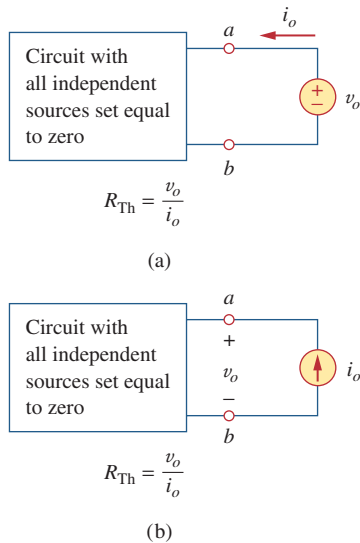 a
i_o
Circuit with
all independent
sources set equal
to zero
+
−
v_o
b
R_Th = v_o / i_o
(a)
Circuit with
all independent
sources set equal
to zero
a
+
v_o
−
i_o
b
R_Th = v_o / i_o
(b)